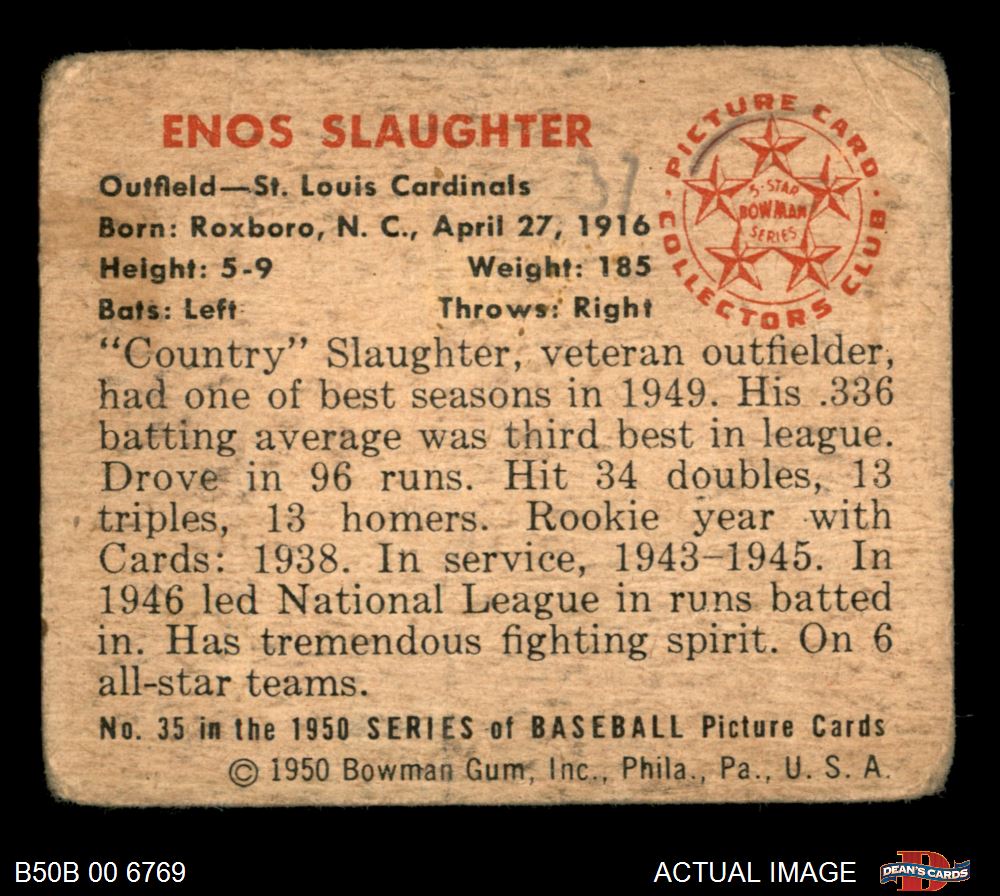 ENOS SLAUGHTER
Outfield—St. Louis Cardinals
Born: Roxboro, N. C., April 27, 1916
Height: 5-9 Weight: 185
Bats: Left Throws: Right
PICTURE CARD
COLLECTORS CLUB
5-STAR
BOWMAN
SERIES
37
"Country" Slaughter, veteran outfielder,
had one of best seasons in 1949. His .336
batting average was third best in league.
Drove in 96 runs. Hit 34 doubles, 13
triples, 13 homers. Rookie year with
Cards: 1938. In service, 1943–1945. In
1946 led National League in runs batted
in. Has tremendous fighting spirit. On 6
all-star teams.
No. 35 in the 1950 SERIES of BASEBALL Picture Cards
© 1950 Bowman Gum, Inc., Phila., Pa., U. S. A.
B50B 00 6769
ACTUAL IMAGE
D
DEAN'S CARDS